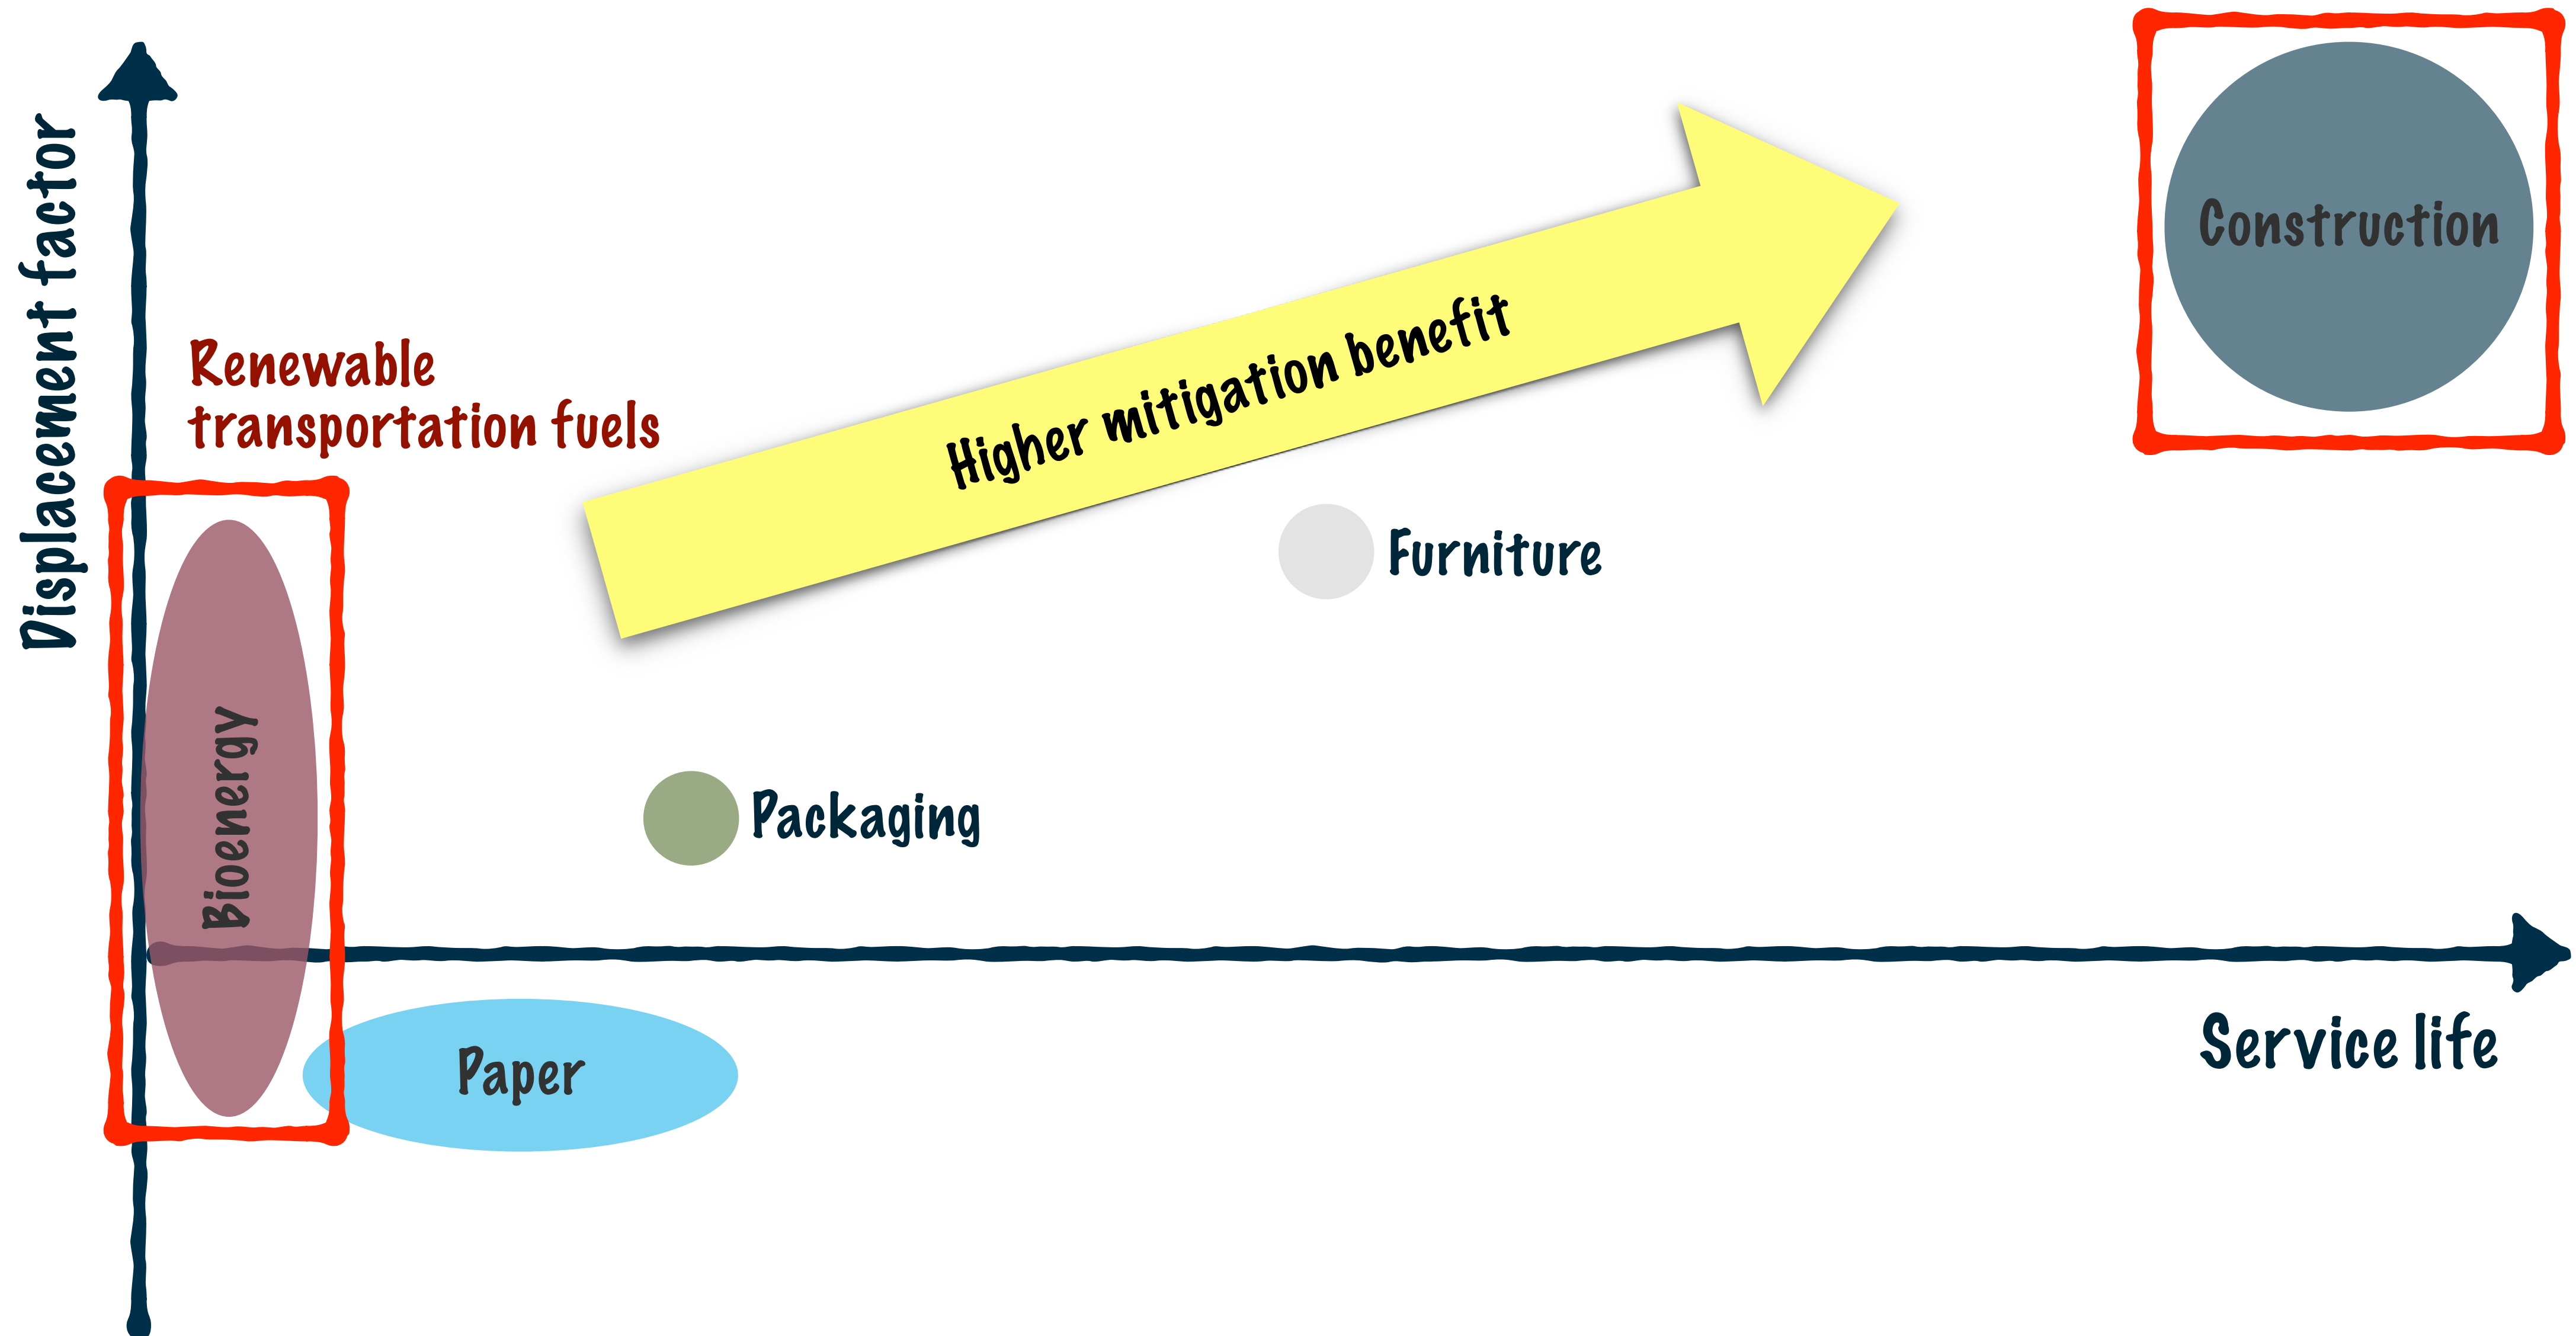 Displacement factor
Renewable
transportation fuels
Higher mitigation benefit
Construction
Furniture
Packaging
Bioenergy
Paper
Service life